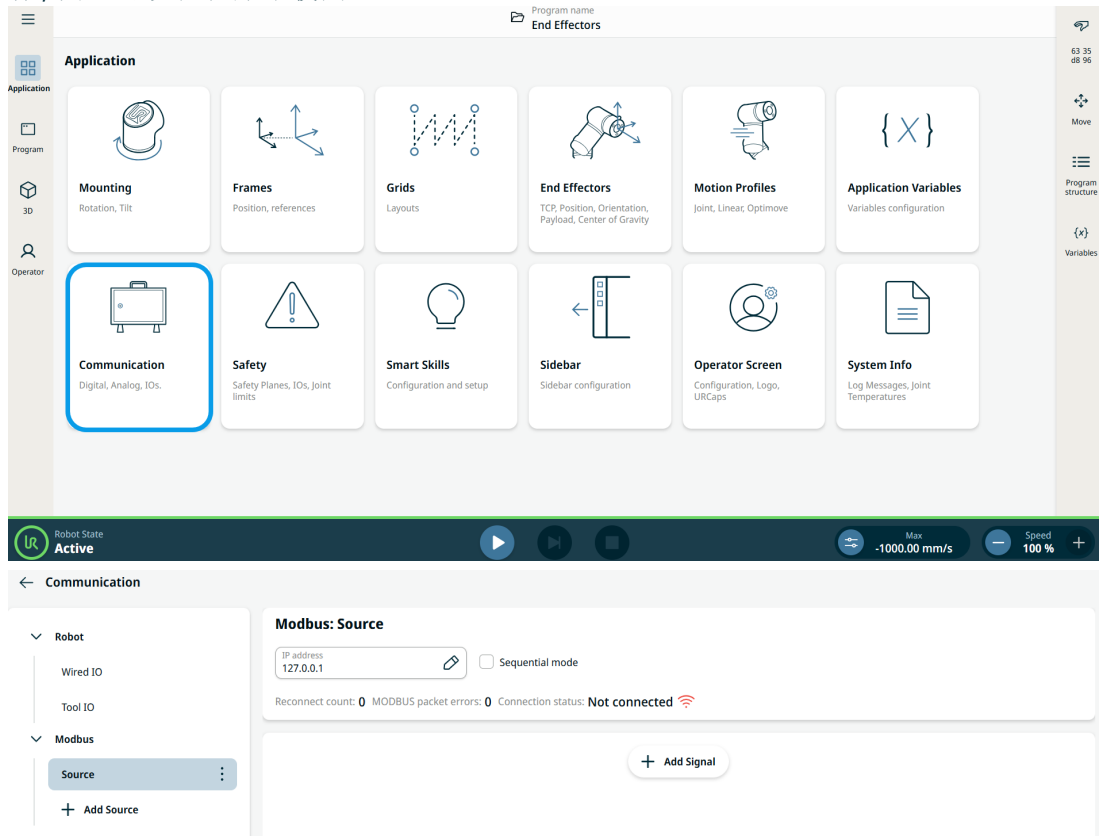 Program name
End Effectors
63 35
d8 96
Application
Application
Program
3D
Operator
Move
Program
structure
{x}
Variables
Mounting
Rotation, Tilt
Frames
Position, references
Grids
Layouts
End Effectors
TCP, Position, Orientation,
Payload, Center of Gravity
Motion Profiles
Joint, Linear, Optimove
{X}
Application Variables
Variables configuration
Communication
Digital, Analog, IOs.
Safety
Safety Planes, IOs, Joint
limits
Smart Skills
Configuration and setup
Sidebar
Sidebar configuration
Operator Screen
Configuration, Logo,
URCaps
System Info
Log Messages, Joint
Temperatures
UR
Robot State
Active
Max
-1000.00 mm/s
Speed
100 %
Communication
Robot
Wired IO
Tool IO
Modbus
Source
+ Add Source
Modbus: Source
IP address
127.0.0.1
Sequential mode
Reconnect count: 0 MODBUS packet errors: 0 Connection status: Not connected
+ Add Signal